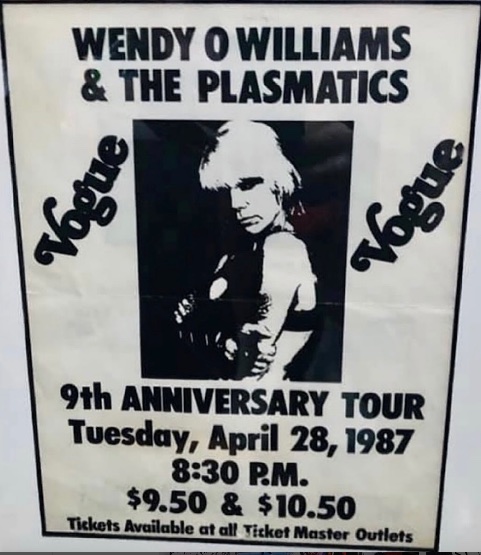 WENDY O WILLIAMS
& THE PLASMATICS
Vogue
Vogue
9th ANNIVERSARY TOUR
Tuesday, April 28, 1987
8:30 P.M.
$9.50 & $10.50
Tickets Available at all Ticket Master Outlets